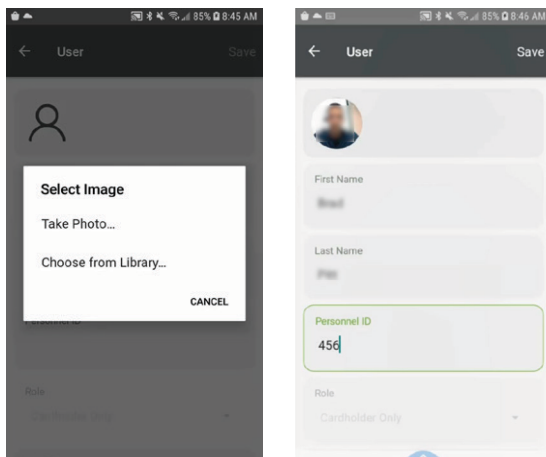 85% 8:45 AM
User
Save
Select Image
Take Photo...
Choose from Library...
CANCEL
Personnel ID
Role
Cardholder Only
85% 8:46 AM
User
Save
First Name
Last Name
Personnel ID
456
Role
Cardholder Only